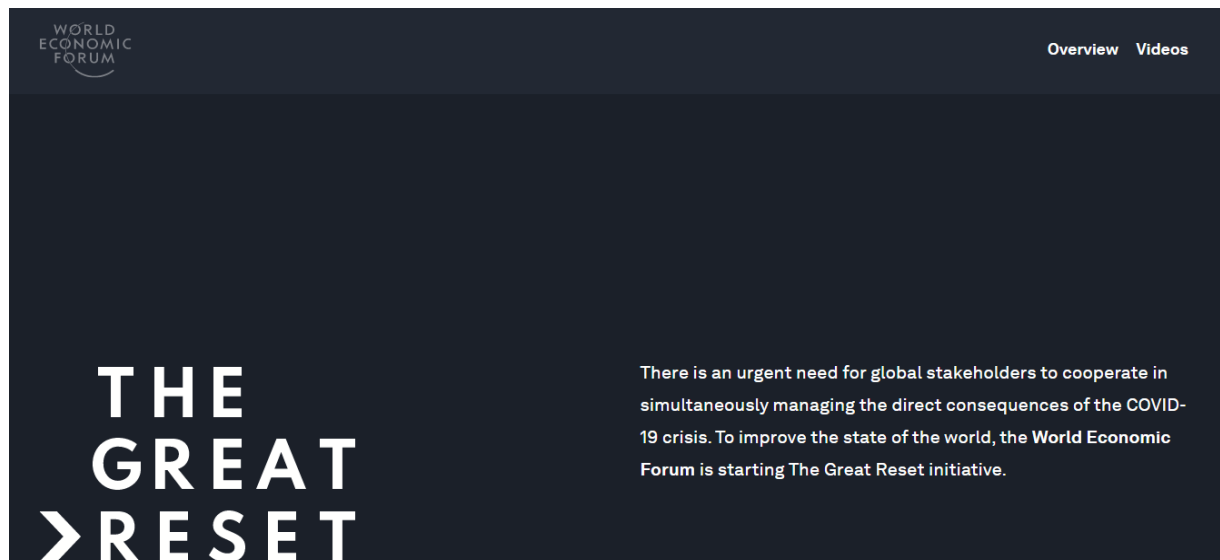 WORLD
ECONOMIC
FORUM
Overview Videos
THE
GREAT
RESET
There is an urgent need for global stakeholders to cooperate in
simultaneously managing the direct consequences of the COVID-
19 crisis. To improve the state of the world, the World Economic
Forum is starting The Great Reset initiative.